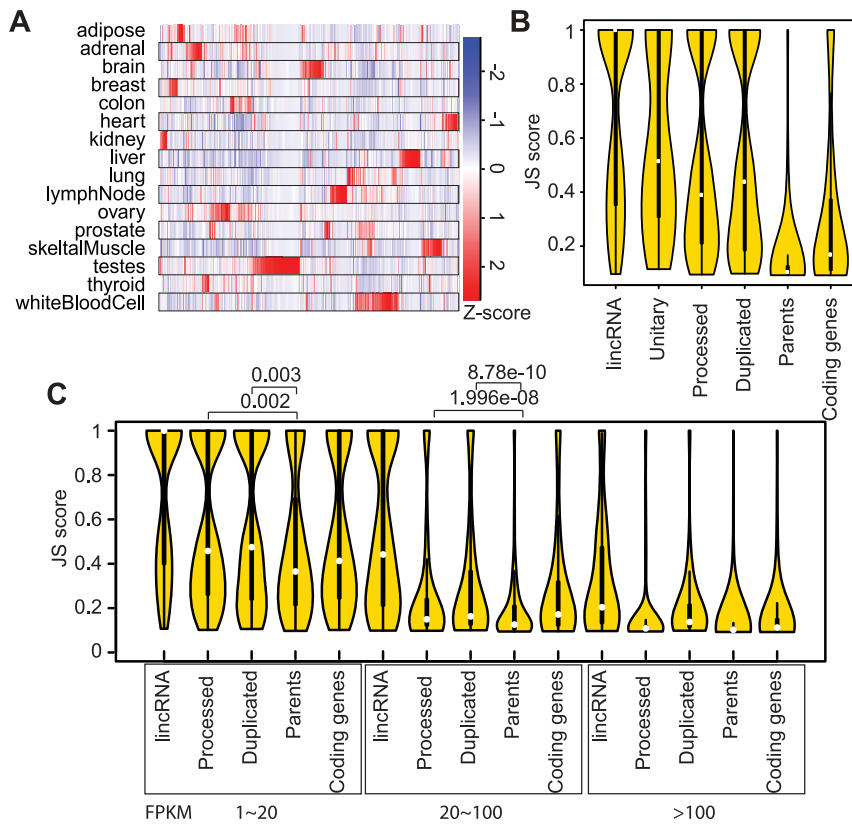 A
adipose
adrenal
brain
breast
colon
heart
kidney
liver
lung
lymphNode
ovary
prostate
skeltalMuscle
testes
thyroid
whiteBloodCell
-2
-1
0
1
2
Z-score
B
JS score
1
0.8
0.6
0.4
0.2
lincRNA
Unitary
Processed
Duplicated
Parents
Coding genes
C
0.003
0.002
8.78e-10
1.996e-08
JS score
1
0.8
0.6
0.4
0.2
0
lincRNA
Processed
Duplicated
Parents
Coding genes
lincRNA
Processed
Duplicated
Parents
Coding genes
lincRNA
Processed
Duplicated
Parents
Coding genes
FPKM 1~20 20~100 >100